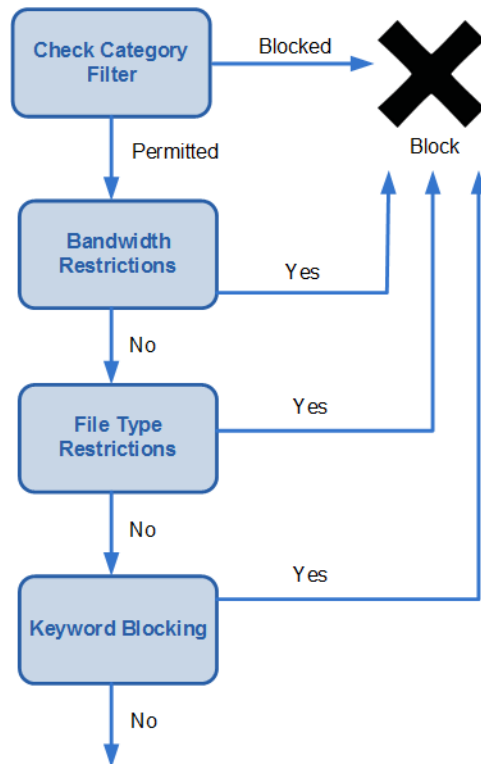 Check Category
Filter
Blocked
Block
Permitted
Bandwidth
Restrictions
Yes
No
File Type
Restrictions
Yes
No
Keyword Blocking
Yes
No